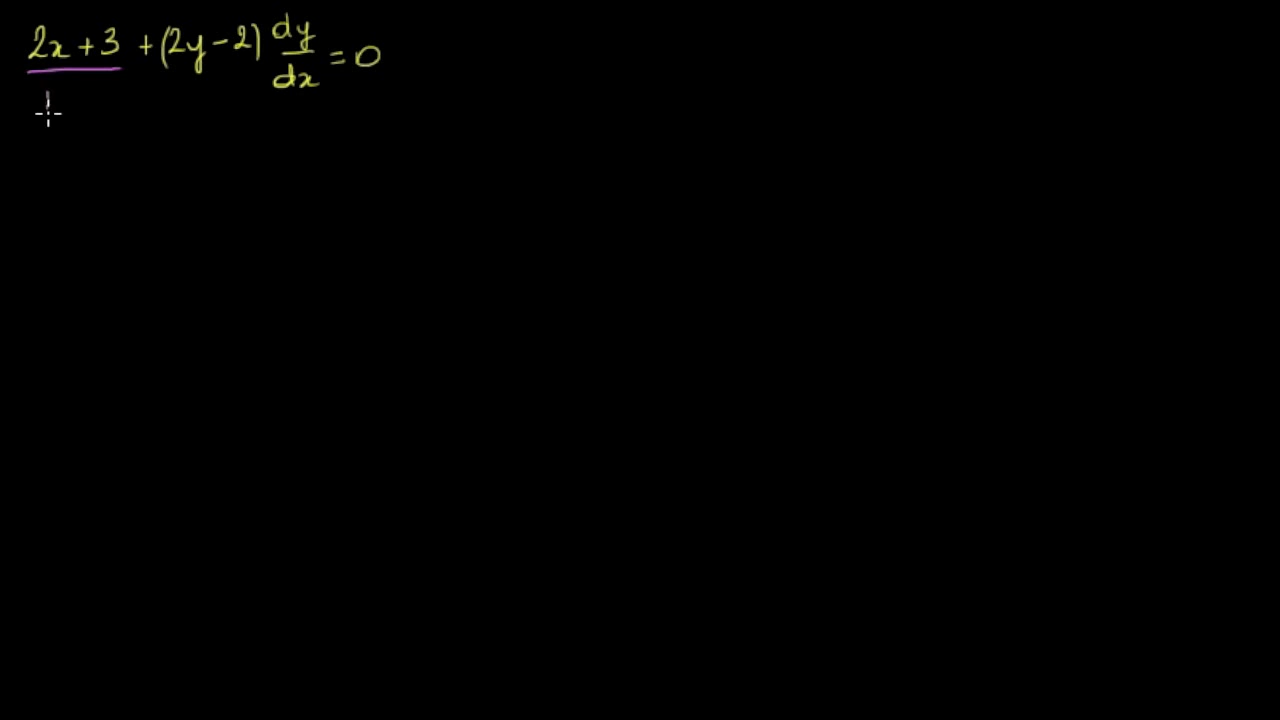 2x + 3 + (2y - 2) dy/dx = 0